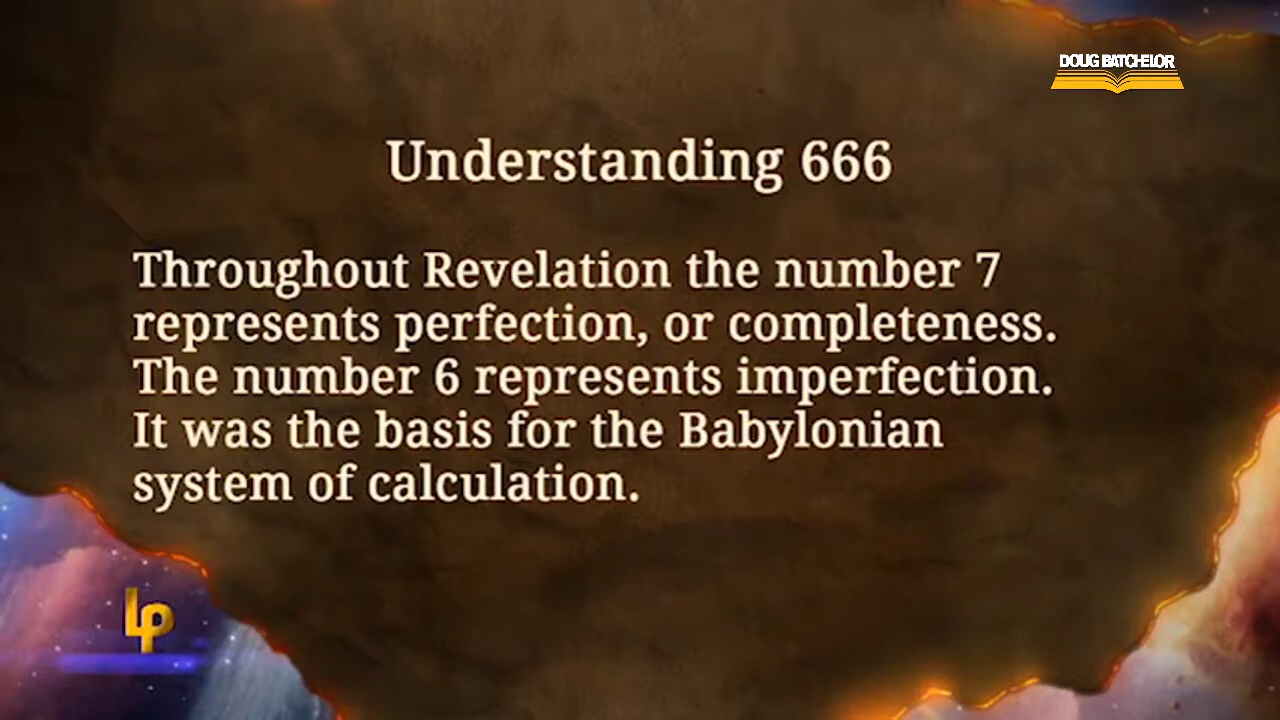 DOUG BATCHELOR
Understanding 666
Throughout Revelation the number 7
represents perfection, or completeness.
The number 6 represents imperfection.
It was the basis for the Babylonian
system of calculation.
Lp